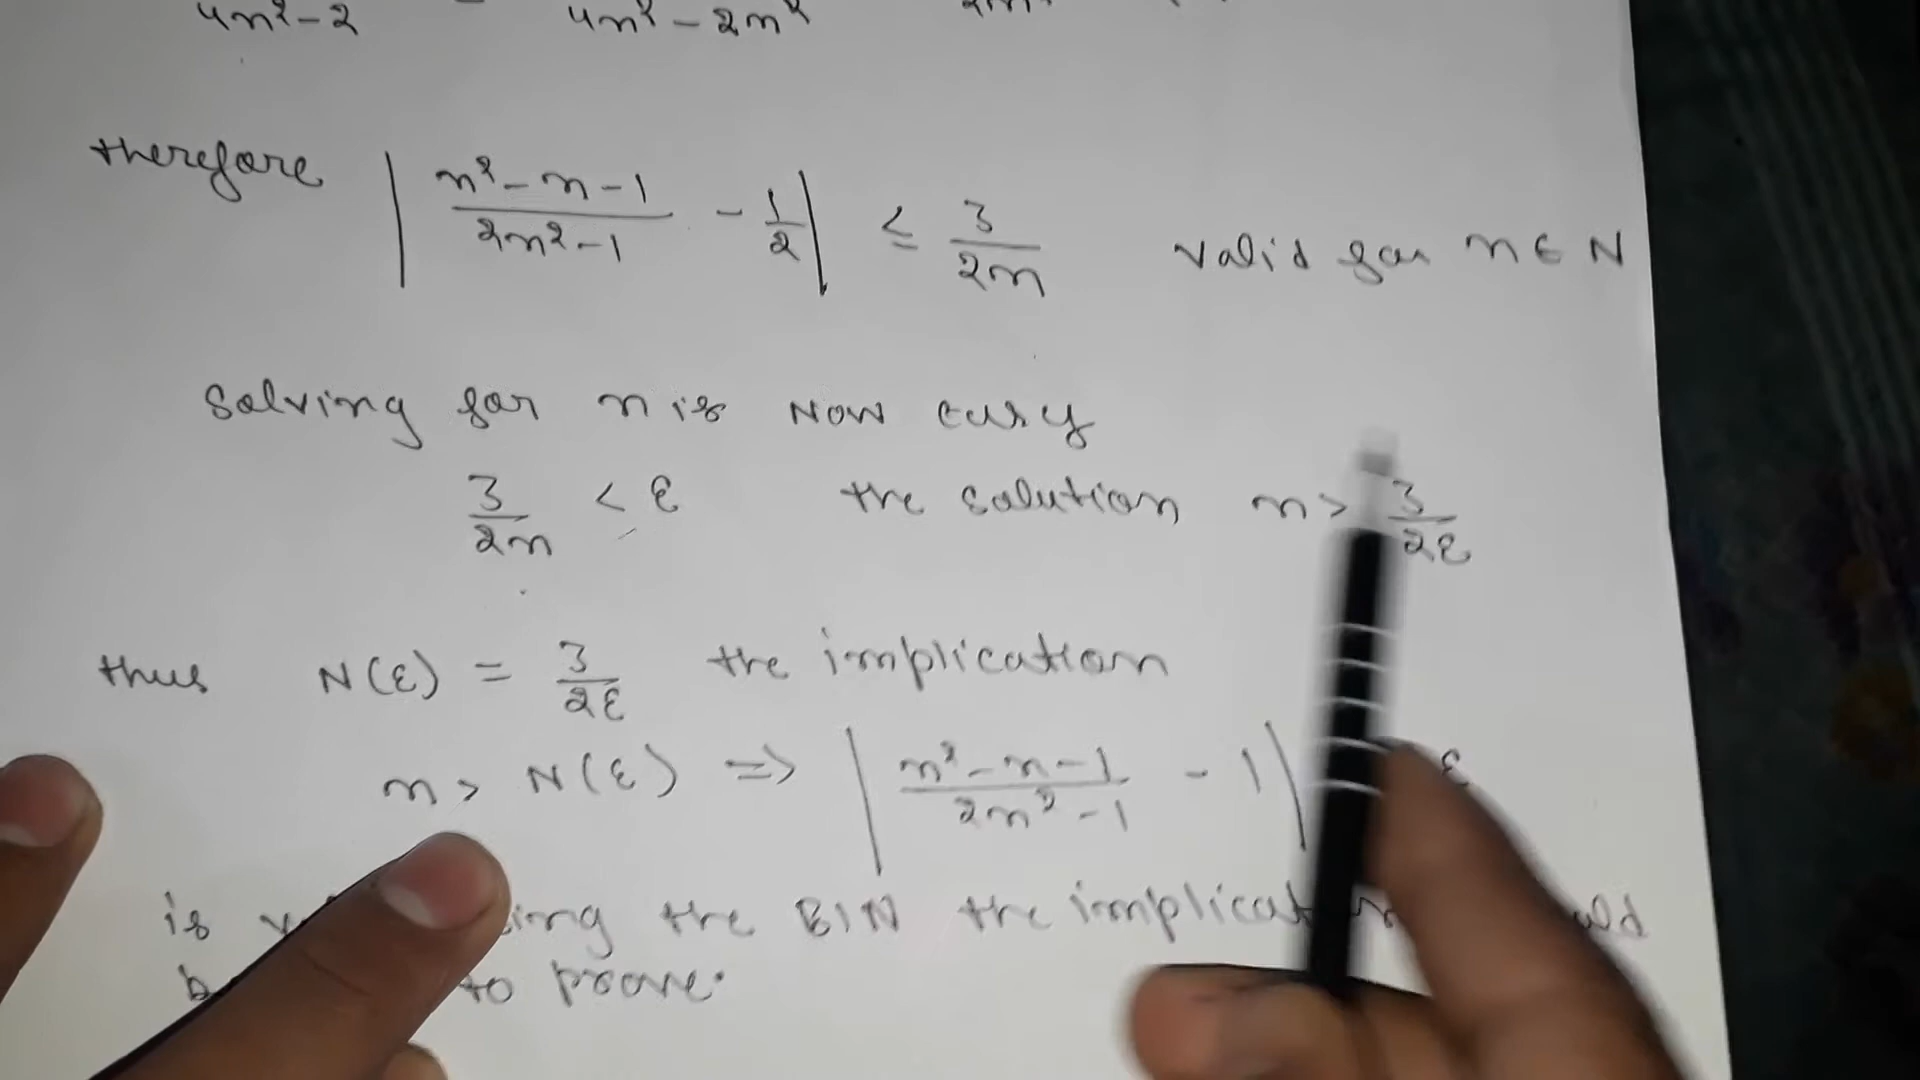 4n²-2 4n²-2n²
therefore | n²-n-1 / 2n²-1 - 1/2 | ≤ 3/2n valid for n∈N
Solving for n is now easy
3/2n < ε the solution n > 3/2ε
thus N(ε) = 3/2ε the implication
n > N(ε) => | n²-n-1 / 2n²-1 - 1 | ε
is the BIN the
to prove.